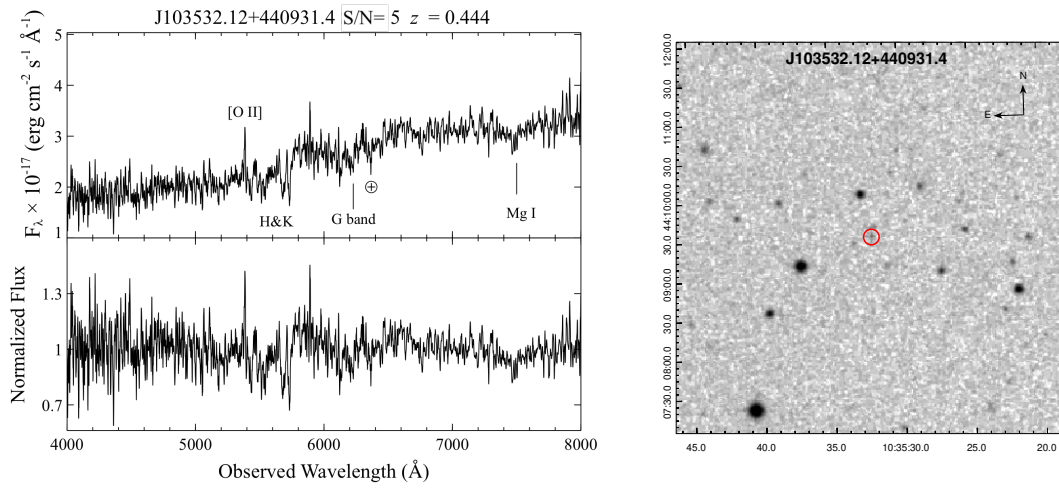 J103532.12+440931.4 S/N= 5 z = 0.444
5
4
3
2
1
F_λ × 10⁻¹⁷ (erg cm⁻² s⁻¹ Å⁻¹)
[O II]
H&K
G band
⊕
Mg I
1.3
1
0.7
Normalized Flux
4000 5000 6000 7000 8000
Observed Wavelength (Å)
J103532.12+440931.4
N
E
12:00.0
30.0
11:00.0
30.0
44:10:00.0
30.0
09:00.0
30.0
08:00.0
07:30.0
45.0 40.0 35.0 10:35:30.0 25.0 20.0